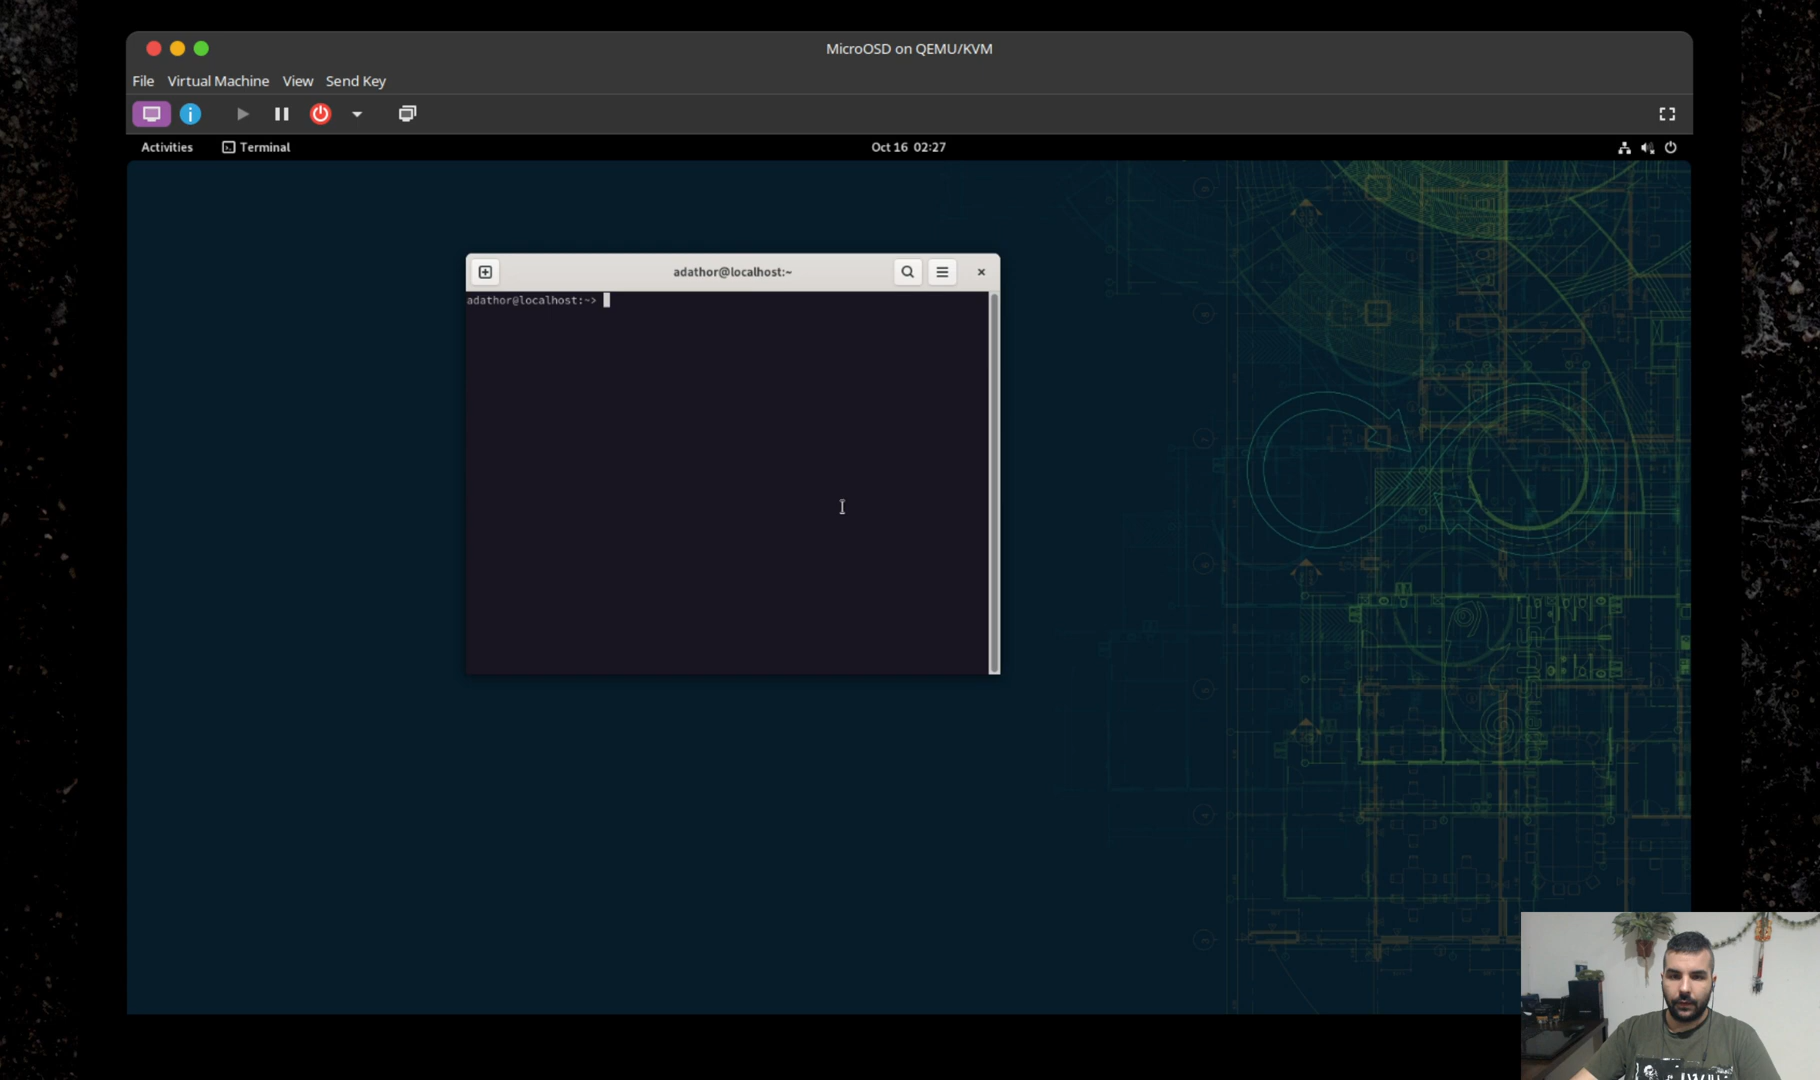 MicroOSD on QEMU/KVM
File Virtual Machine View Send Key
Activities Terminal Oct 16 02:27
adathor@localhost:~
adathor@localhost:~>